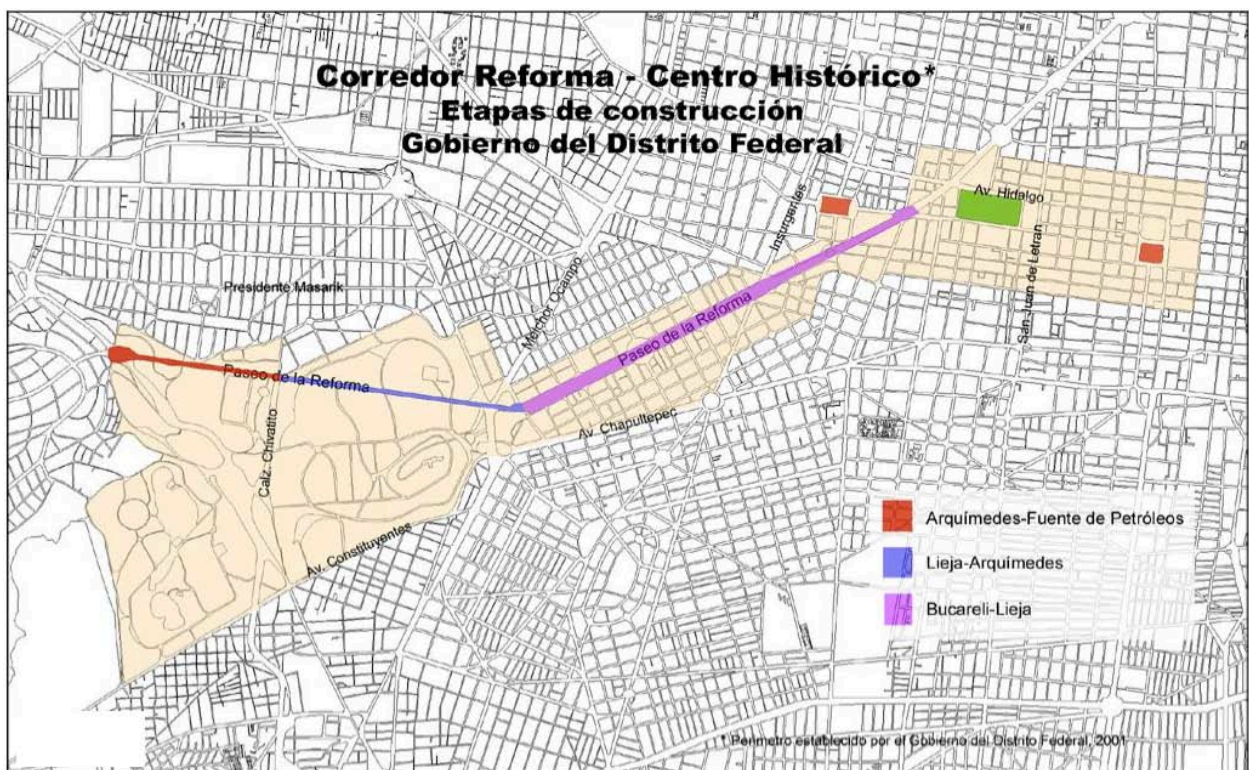 Corredor Reforma - Centro Histórico*
Etapas de construcción
Gobierno del Distrito Federal
Av. Hidalgo
Insurgentes
San Juan de Letran
Melchor Ocampo
Presidente Masarik
Paseo de la Reforma
Paseo de la Reforma
Calz. Chivatito
Av. Chapultepec
Av. Constituyentes
Arquímedes-Fuente de Petróleos
Lieja-Arquímedes
Bucareli-Lieja
* Perímetro establecido por el Gobierno del Distrito Federal, 2001